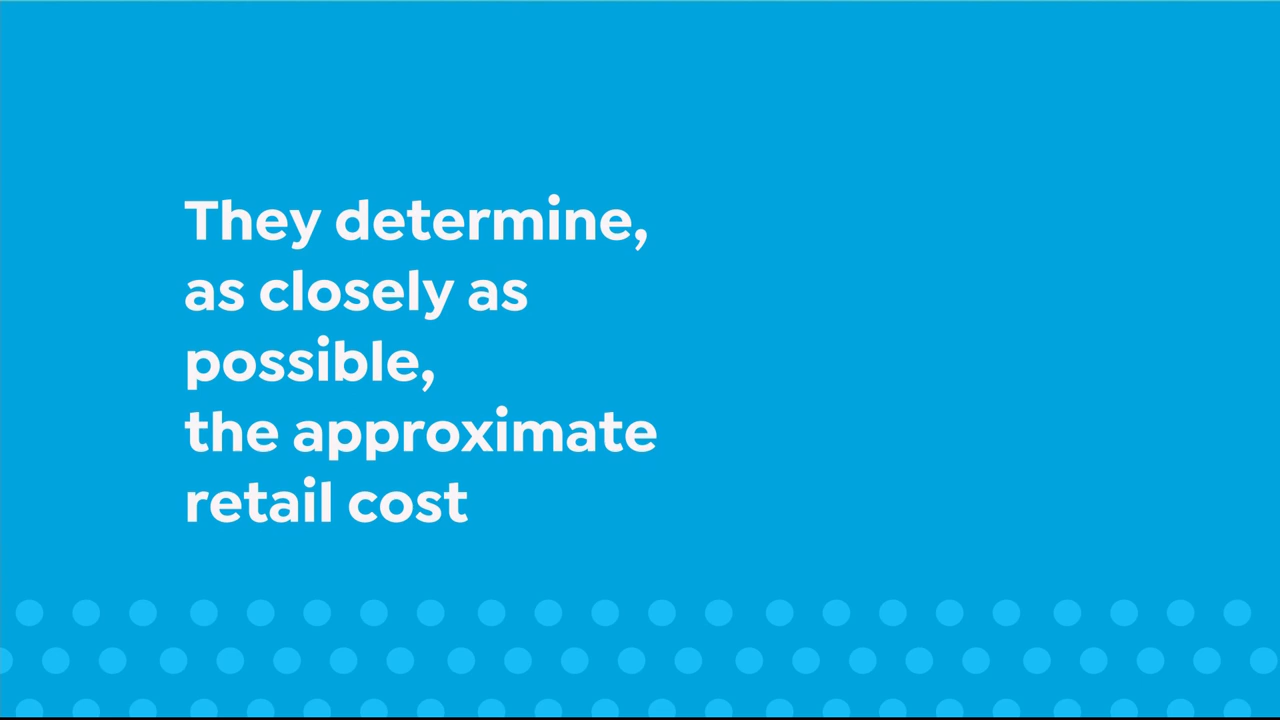 They determine,
as closely as
possible,
the approximate
retail cost